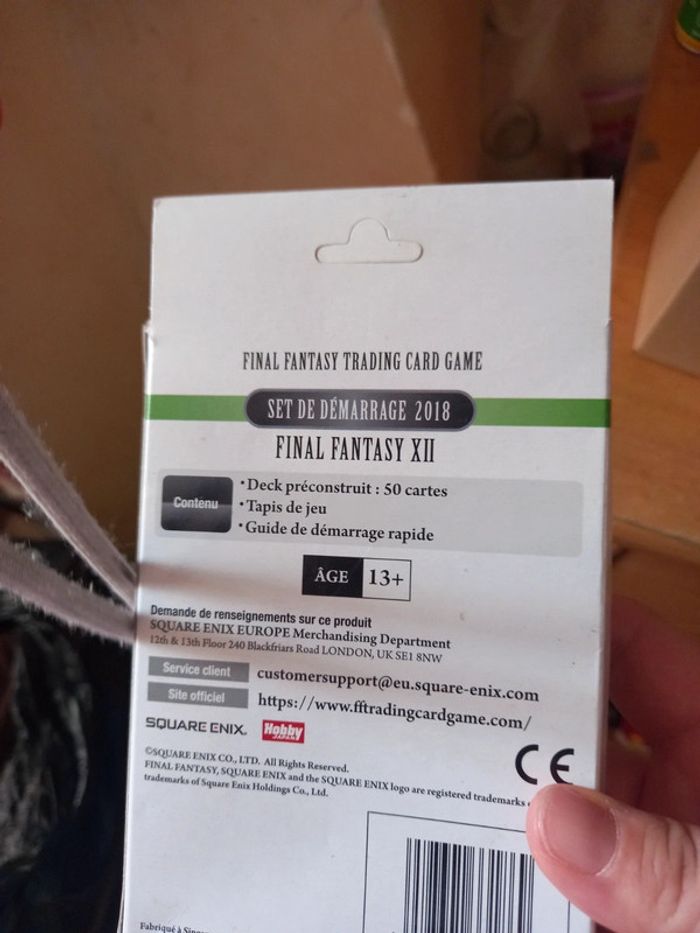 FINAL FANTASY TRADING CARD GAME
SET DE DÉMARRAGE 2018
FINAL FANTASY XII
Contenu
•Deck préconstruit : 50 cartes
•Tapis de jeu
•Guide de démarrage rapide
ÂGE 13+
Demande de renseignements sur ce produit
SQUARE ENIX EUROPE Merchandising Department
12th & 13th Floor 240 Blackfriars Road LONDON, UK SE1 8NW
Service client customersupport@eu.square-enix.com
Site officiel https://www.fftradingcardgame.com/
SQUARE ENIX. Hobby JAPAN
CE
©SQUARE ENIX CO., LTD. All Rights Reserved.
FINAL FANTASY, SQUARE ENIX and the SQUARE ENIX logo are registered trademarks
trademarks of Square Enix Holdings Co., Ltd.
Fabriqué à